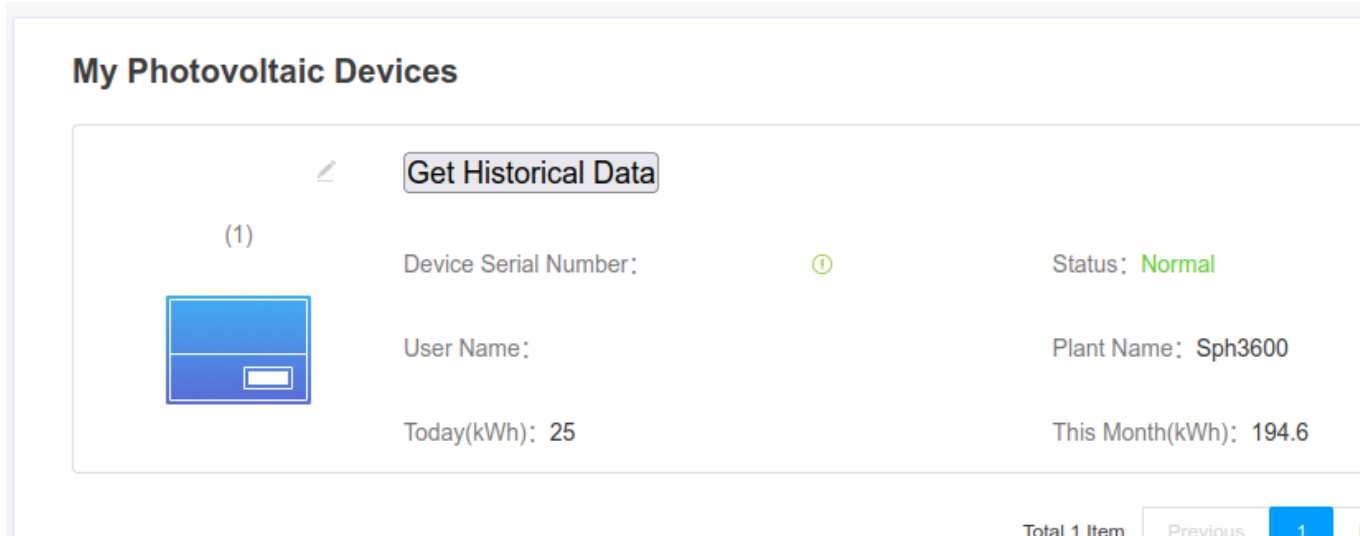 My Photovoltaic Devices
Get Historical Data
(1)
Device Serial Number：
Status：Normal
User Name：
Plant Name：Sph3600
Today(kWh)：25
This Month(kWh)：194.6
Total 1 Item
Previous
1